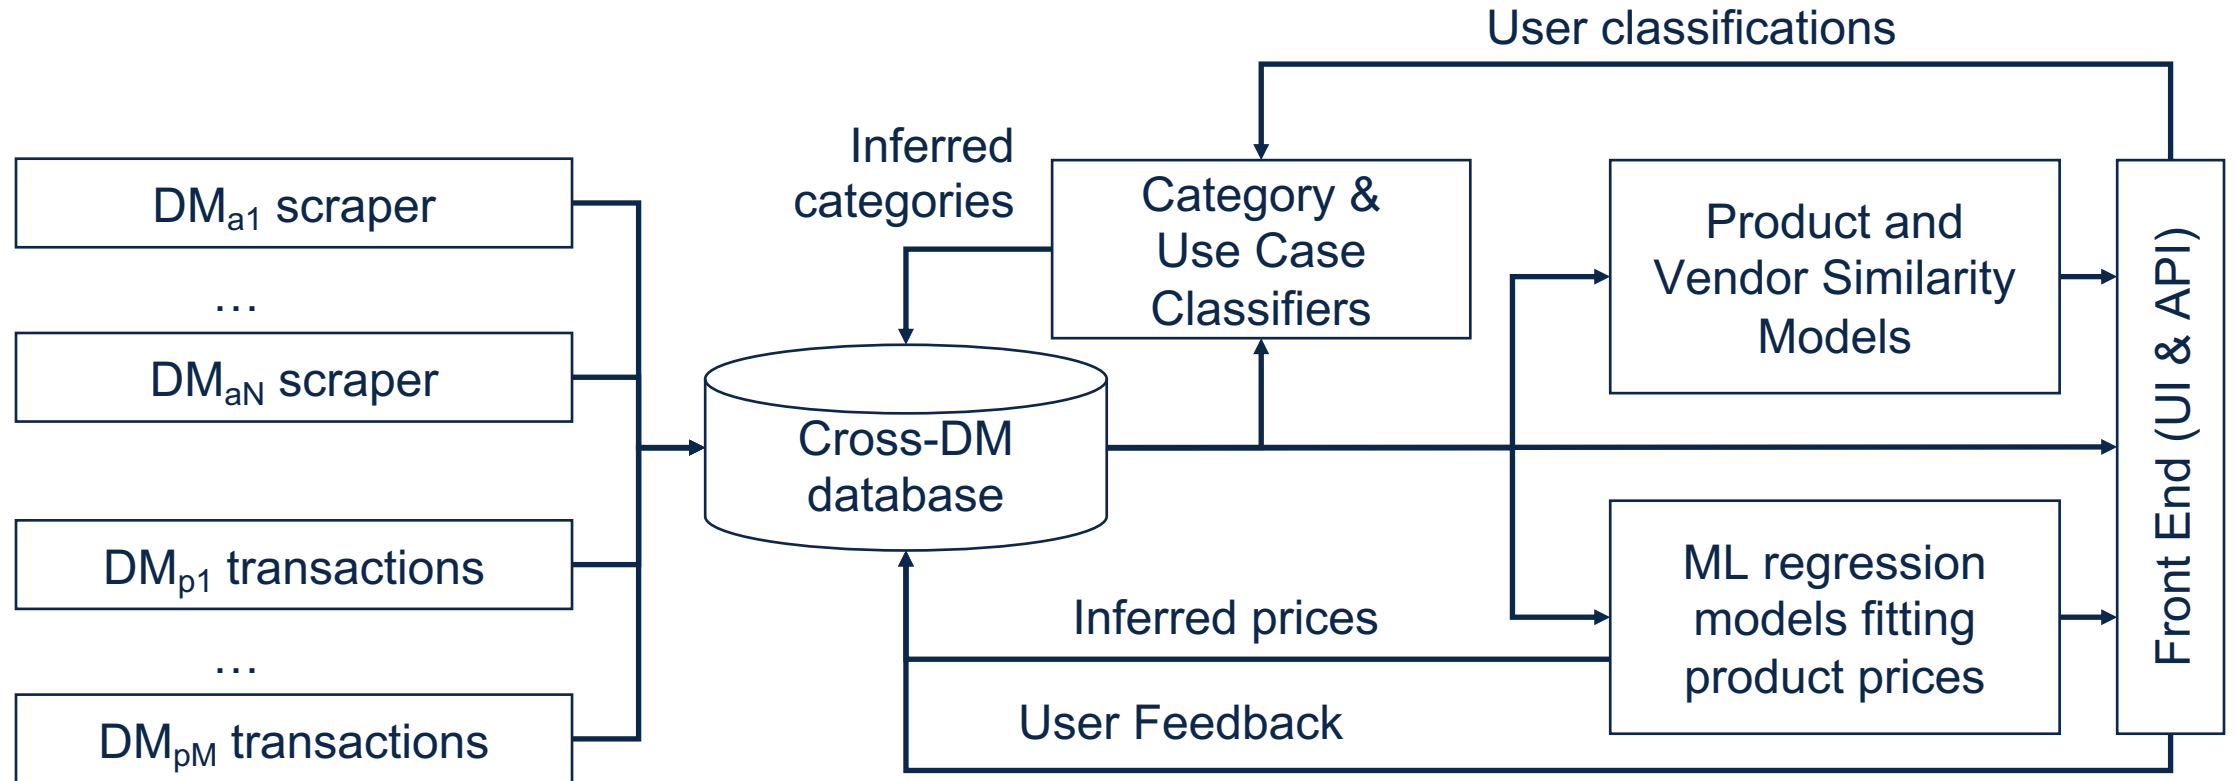 User classifications
Inferred
categories
DMa1 scraper
…
DMaN scraper
DMp1 transactions
…
DMpM transactions
Cross-DM
database
Category &
Use Case
Classifiers
Product and
Vendor Similarity
Models
ML regression
models fitting
product prices
Inferred prices
User Feedback
Front End (UI & API)